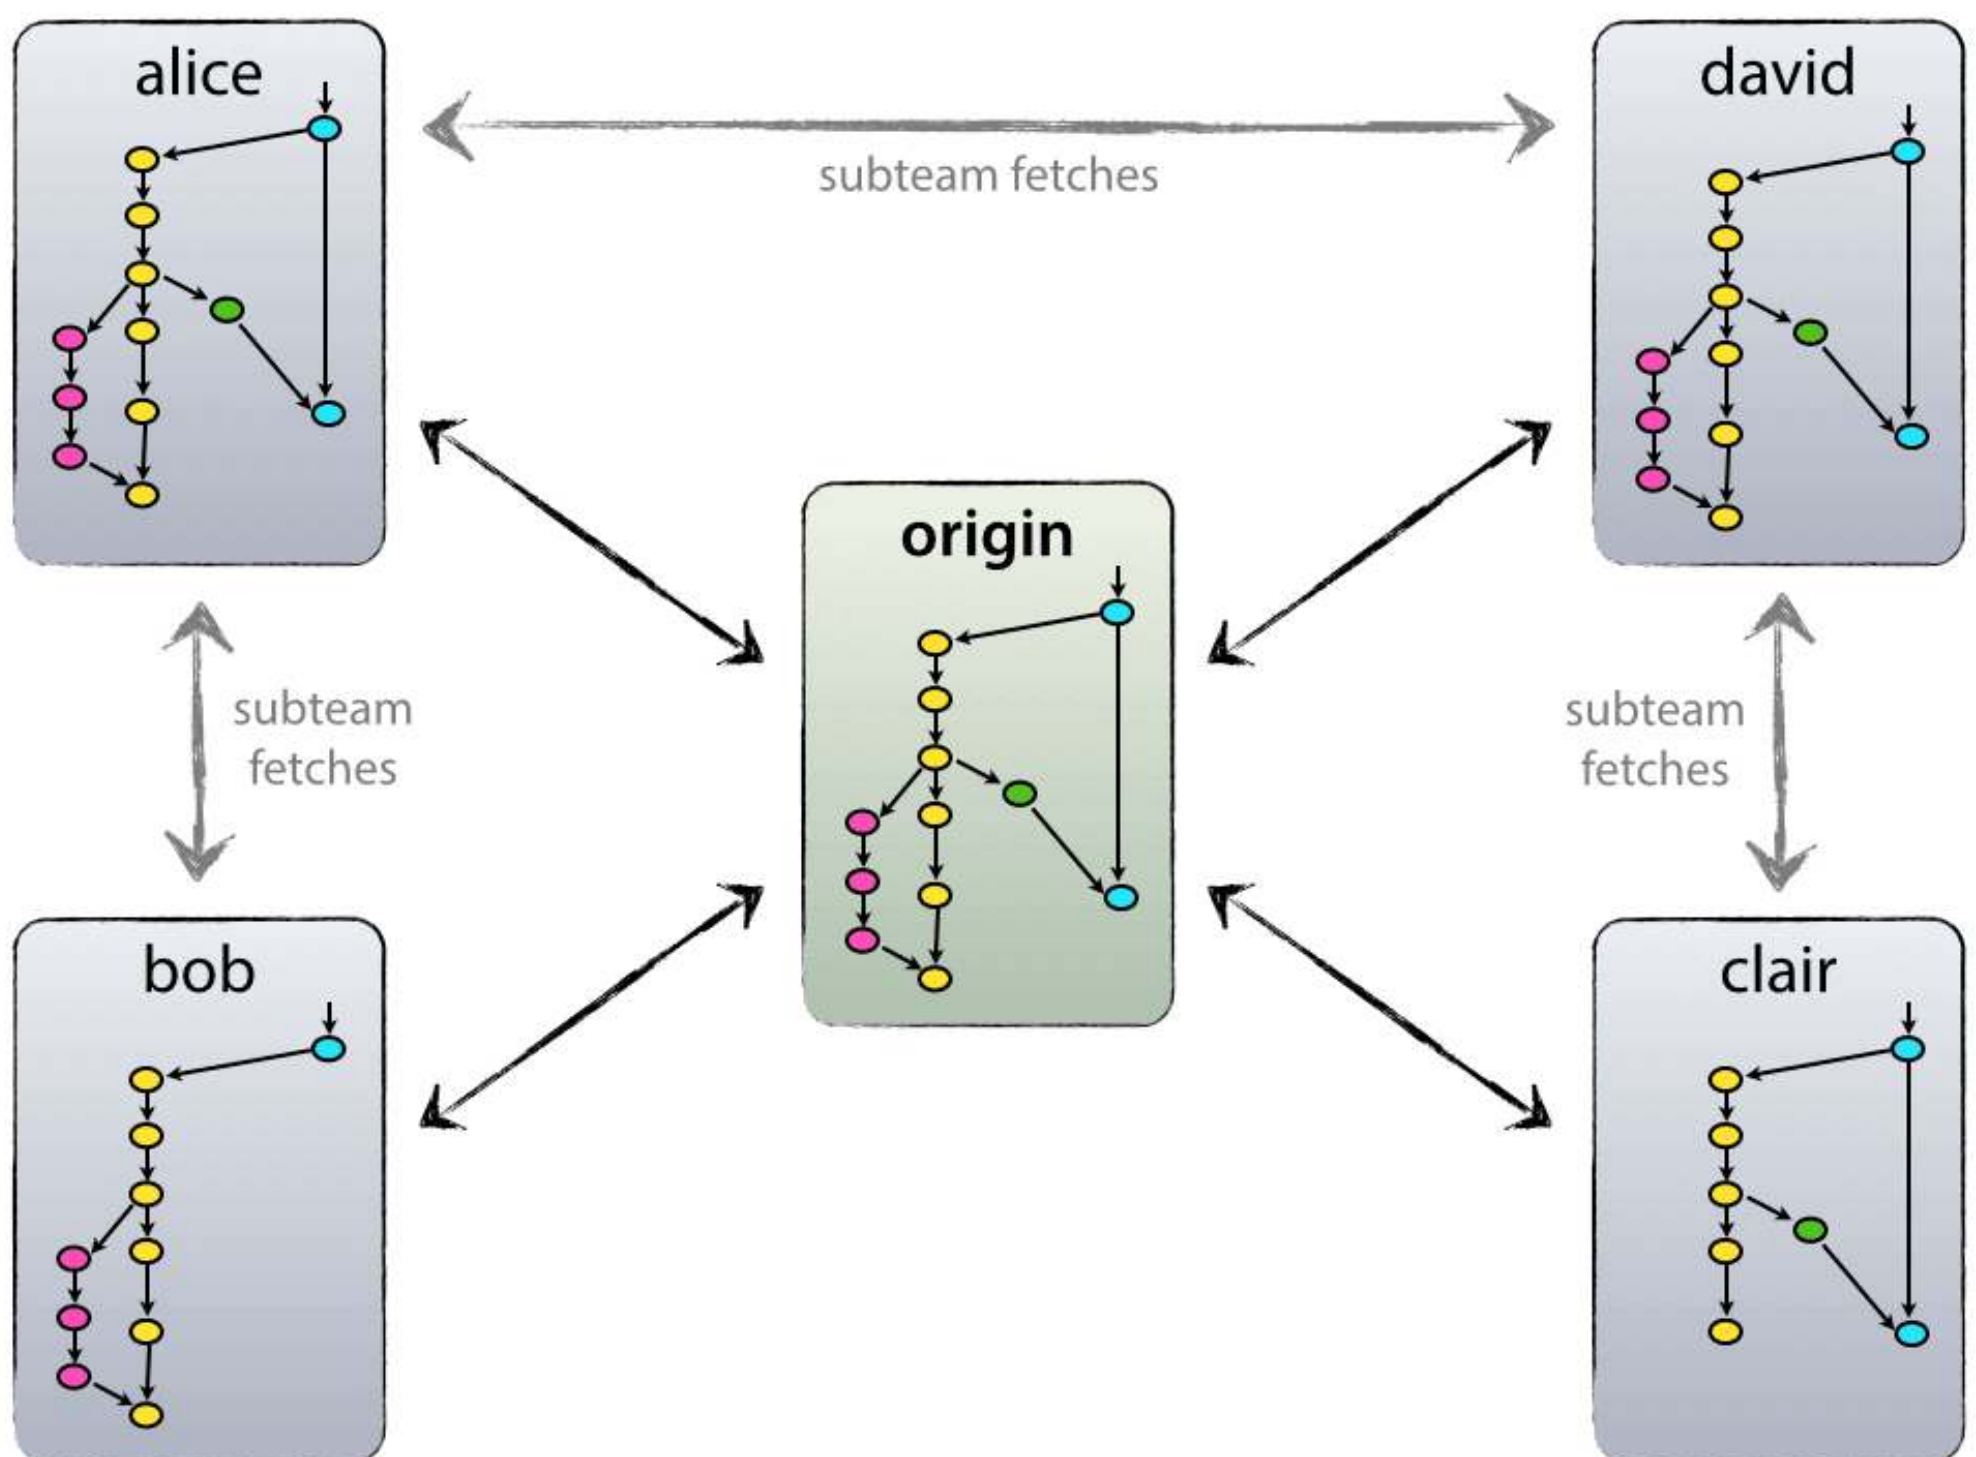 alice
david
subteam fetches
origin
subteam
fetches
subteam
fetches
bob
clair